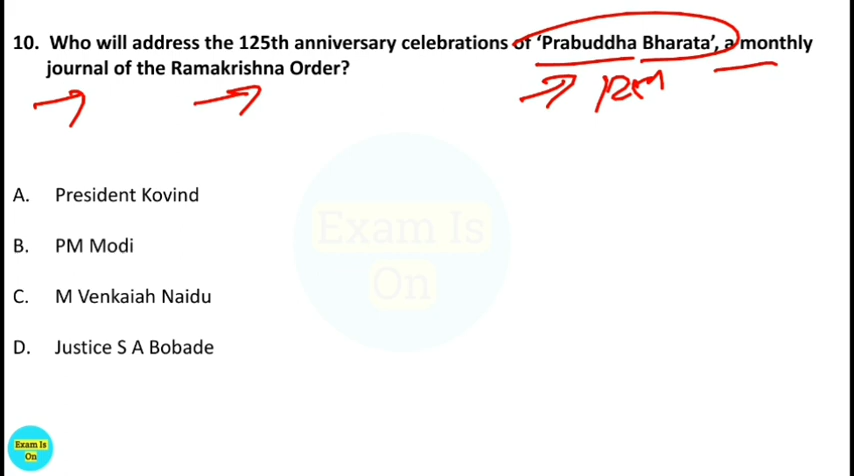 10. Who will address the 125th anniversary celebrations of ‘Prabuddha Bharata’, a monthly
journal of the Ramakrishna Order?
A. President Kovind
B. PM Modi
C. M Venkaiah Naidu
D. Justice S A Bobade
Exam Is
On
Exam Is
On